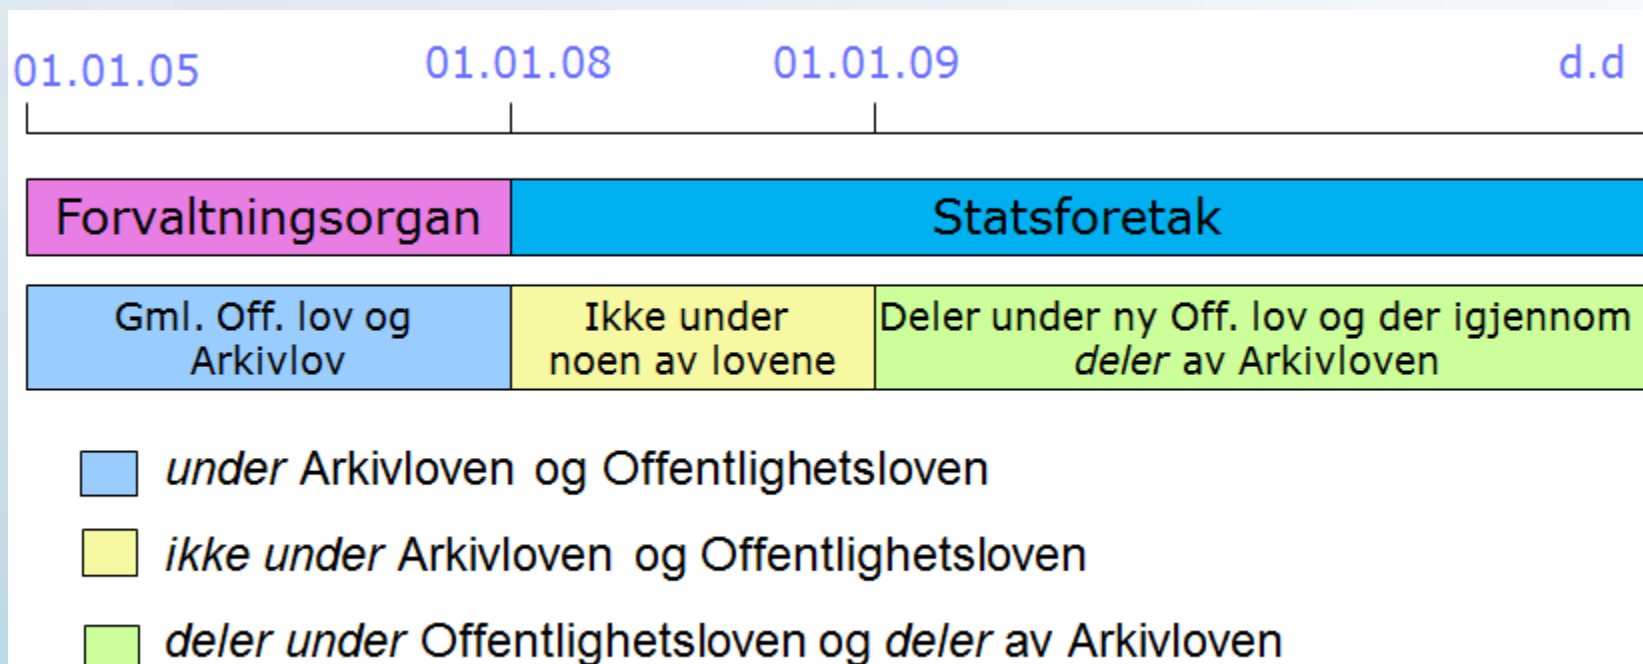 01.01.05 01.01.08 01.01.09 d.d
Forvaltningsorgan Statsforetak
Gml. Off. lov og
Arkivlov
Ikke under
noen av lovene
Deler under ny Off. lov og der igjennom
deler av Arkivloven
under Arkivloven og Offentlighetsloven
ikke under Arkivloven og Offentlighetsloven
deler under Offentlighetsloven og deler av Arkivloven